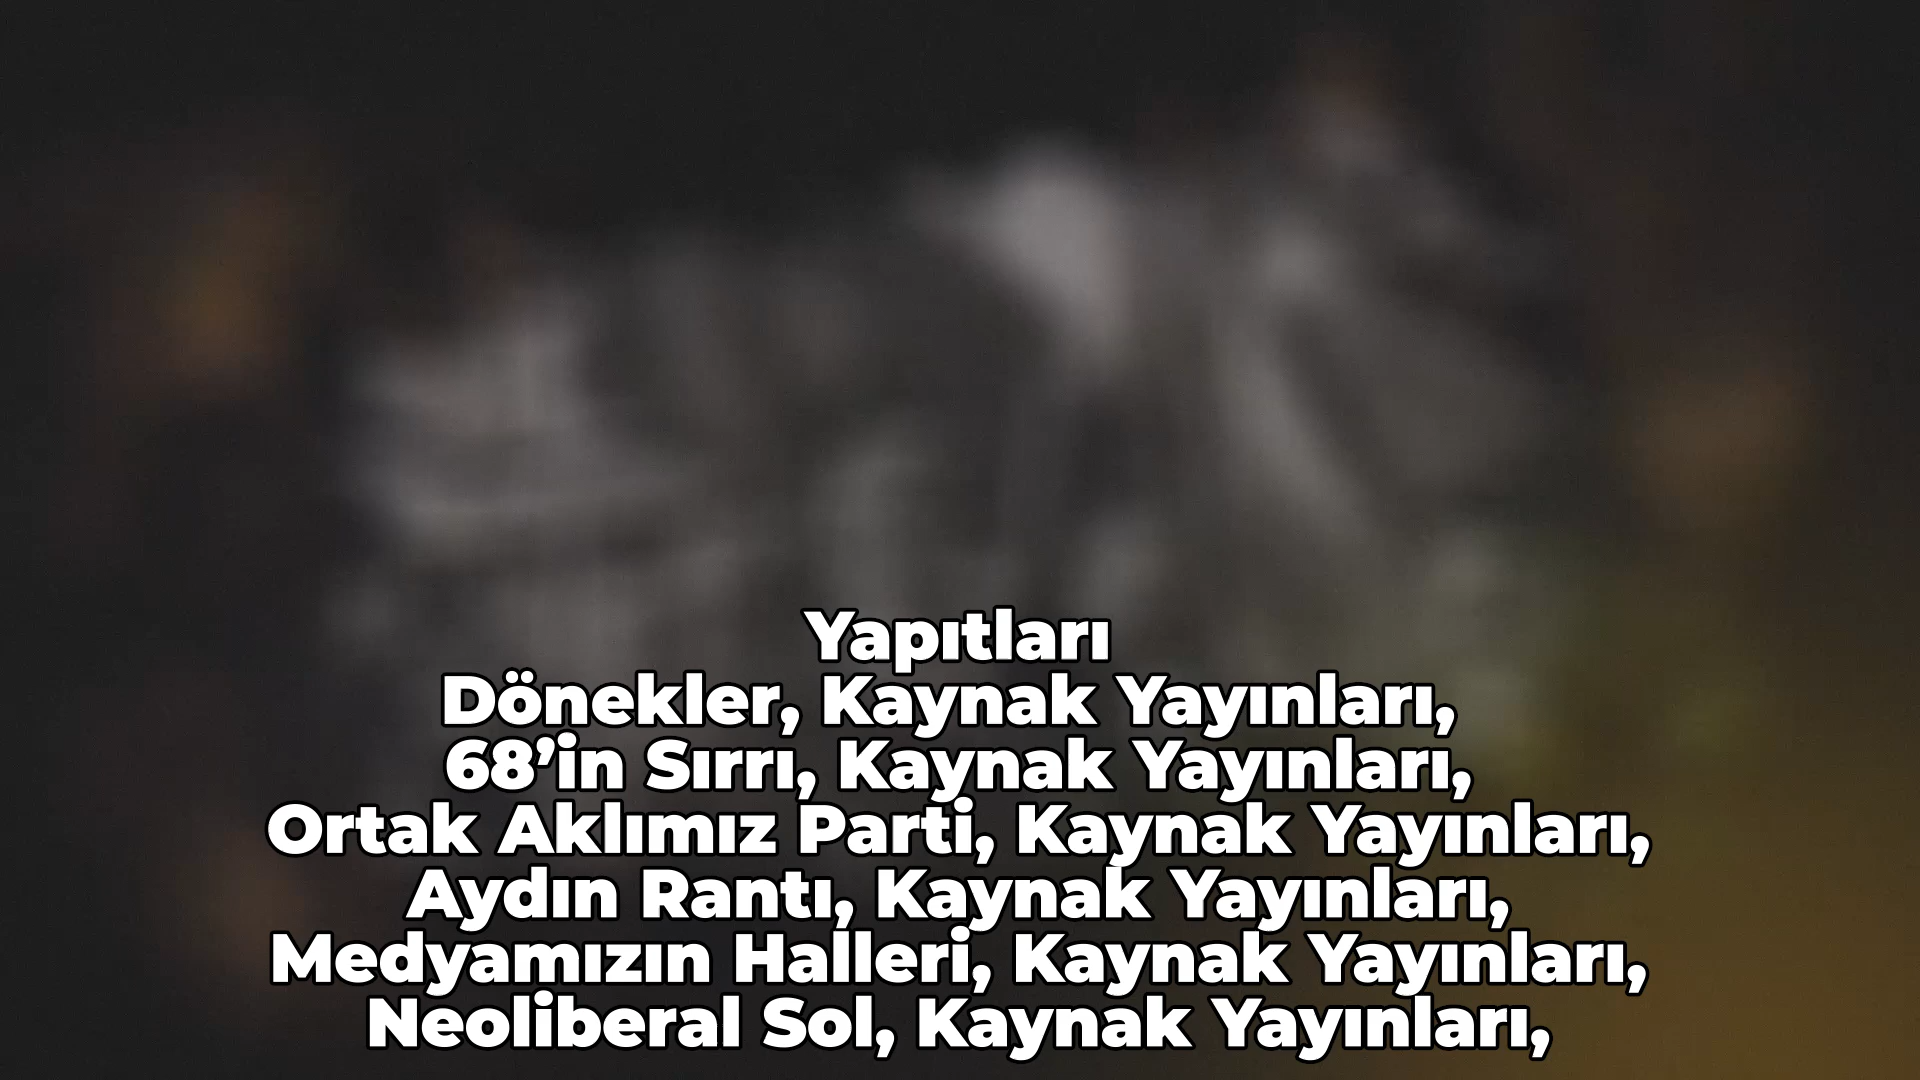 Yapıtları
Dönekler, Kaynak Yayınları,
68’in Sırrı, Kaynak Yayınları,
Ortak Aklımız Parti, Kaynak Yayınları,
Aydın Rantı, Kaynak Yayınları,
Medyamızın Halleri, Kaynak Yayınları,
Neoliberal Sol, Kaynak Yayınları,